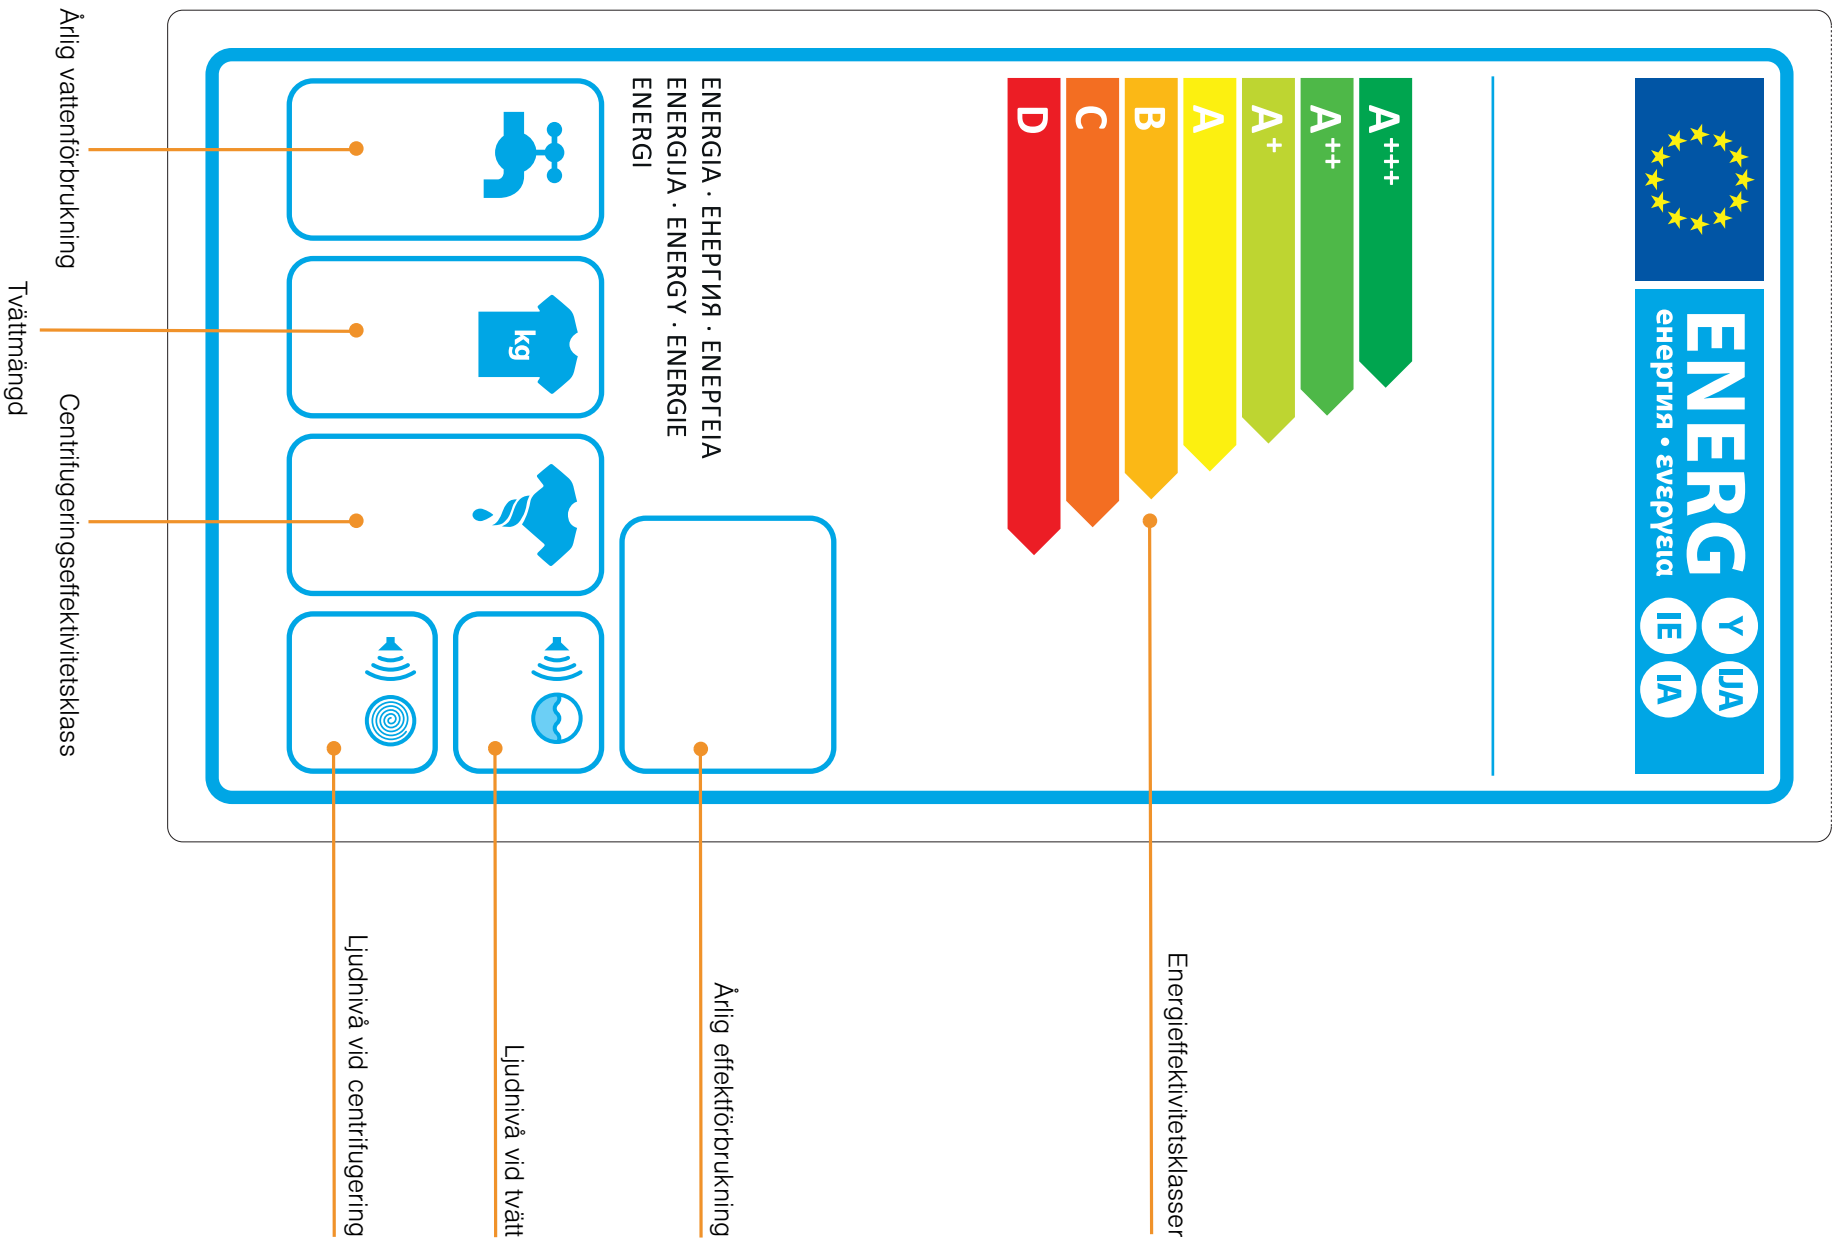 ENERG
енергия · ενεργεια
Y
IJA
IE
IA
A+++
A++
A+
A
B
C
D
Energieffektivitetsklasser
ENERGIA · ЕНЕРГИЯ · ΕΝΕΡΓΕΙΑ
ENERGIJA · ENERGY · ENERGIE
ENERGI
Årlig effektförbrukning
Ljudnivå vid tvätt
Ljudnivå vid centrifugering
kg
Årlig vattenförbrukning
Centrifugeringseffektivitetsklass
Tvättmängd